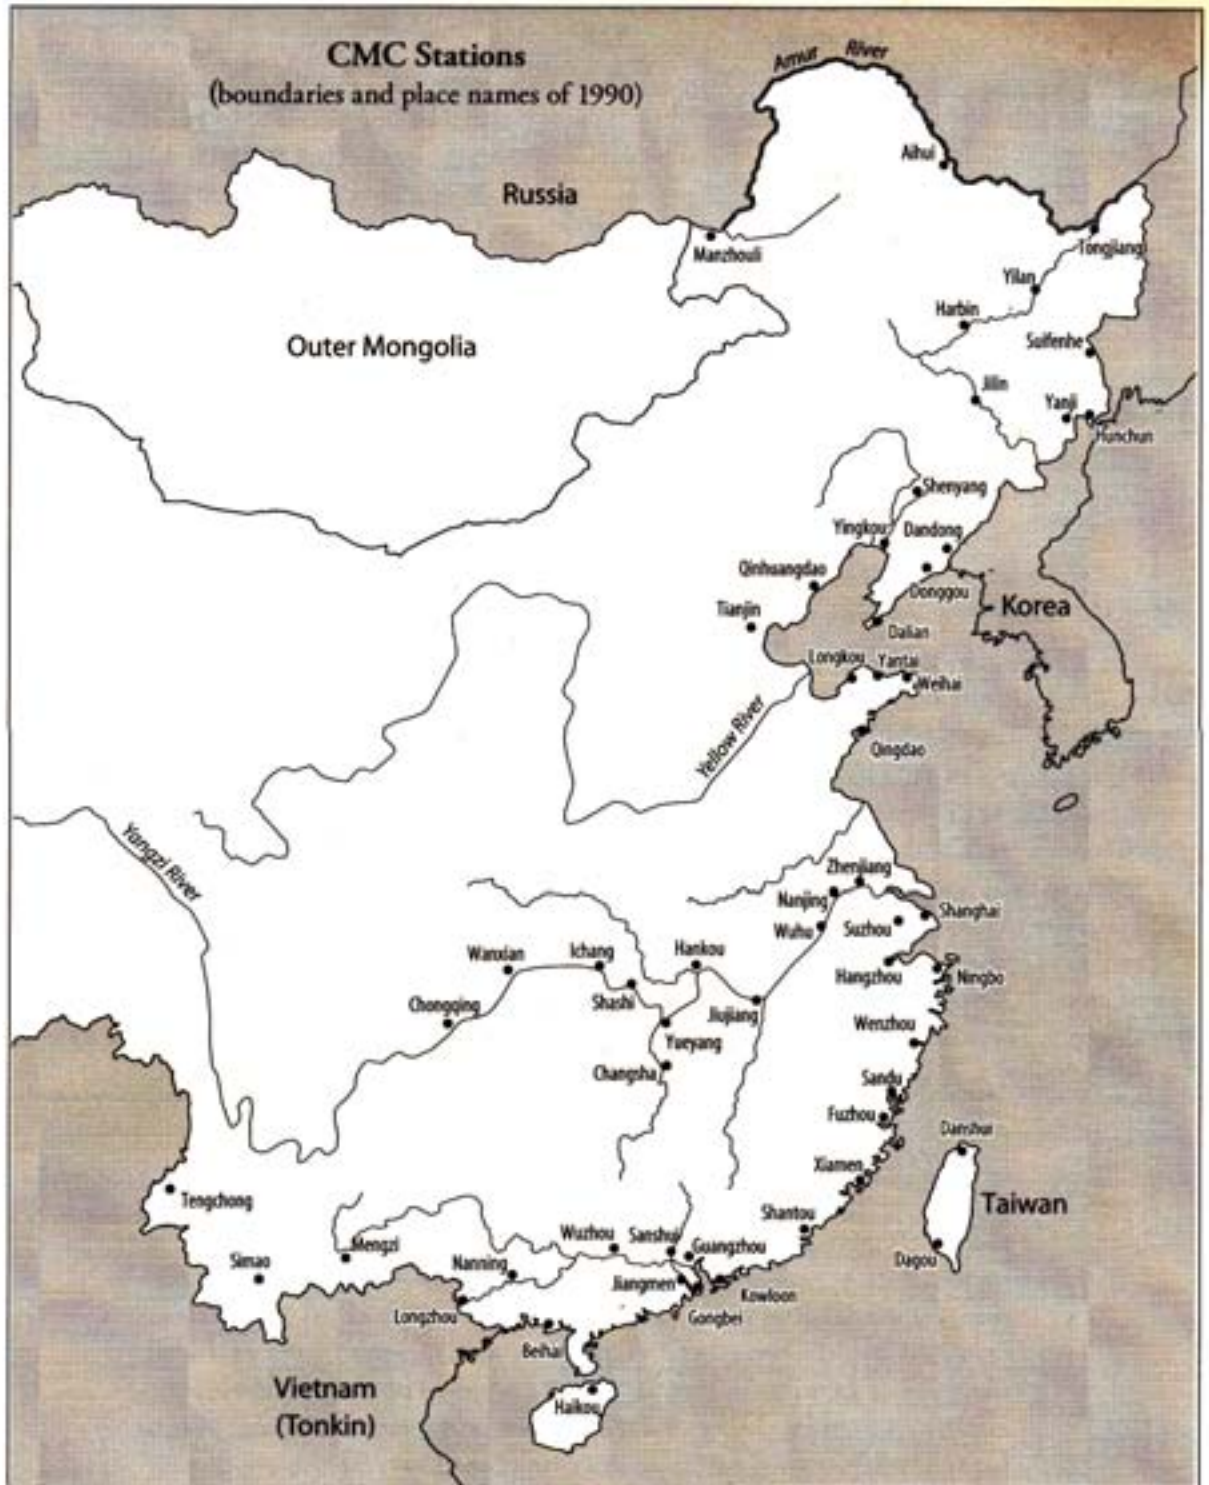 CMC Stations
(boundaries and place names of 1990)
Amur River
Aihui
Russia
Manzhouli
Tongjiang
Yilan
Harbin
Outer Mongolia
Suifenhe
Jilin
Yanji
Hunchun
Shenyang
Yingkou
Dandong
Qinhuangdao
Donggou
Korea
Tianjin
Dalian
Longkou
Yantai
Weihai
Yellow River
Qingdao
Yangzi River
Zhenjiang
Nanjing
Shanghai
Wuhu
Suzhou
Wanxian
Ichang
Hankou
Hangzhou
Ningbo
Shashi
Chongqing
Jiujiang
Wenzhou
Yueyang
Changsha
Sandu
Fuzhou
Danshui
Xiamen
Tengchong
Taiwan
Shantou
Wuzhou
Sanshui
Guangzhou
Mengzi
Simao
Nanning
Dagou
Jiangmen
Kowloon
Longzhou
Gongbei
Beihai
Vietnam
(Tonkin)
Haikou